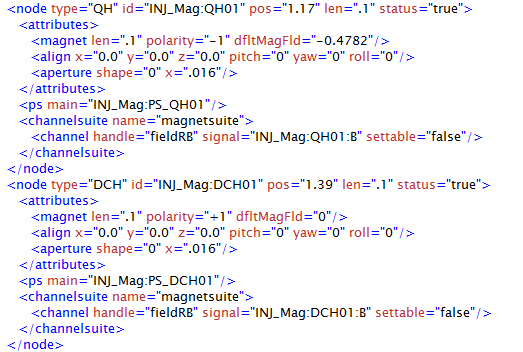 <node type="QH" id="INJ_Mag:QH01" pos="1.17" len=".1" status="true">
<attributes>
<magnet len=".1" polarity="-1" dfltMagFld="-0.4782"/>
<align x="0.0" y="0.0" z="0.0" pitch="0" yaw="0" roll="0"/>
<aperture shape="0" x=".016"/>
</attributes>
<ps main="INJ_Mag:PS_QH01"/>
<channelsuite name="magnetsuite">
<channel handle="fieldRB" signal="INJ_Mag:QH01:B" settable="false"/>
</channelsuite>
</node>
<node type="DCH" id="INJ_Mag:DCH01" pos="1.39" len=".1" status="true">
<attributes>
<magnet len=".1" polarity="+1" dfltMagFld="0"/>
<align x="0.0" y="0.0" z="0.0" pitch="0" yaw="0" roll="0"/>
<aperture shape="0" x=".016"/>
</attributes>
<ps main="INJ_Mag:PS_DCH01"/>
<channelsuite name="magnetsuite">
<channel handle="fieldRB" signal="INJ_Mag:DCH01:B" settable="false"/>
</channelsuite>
</node>